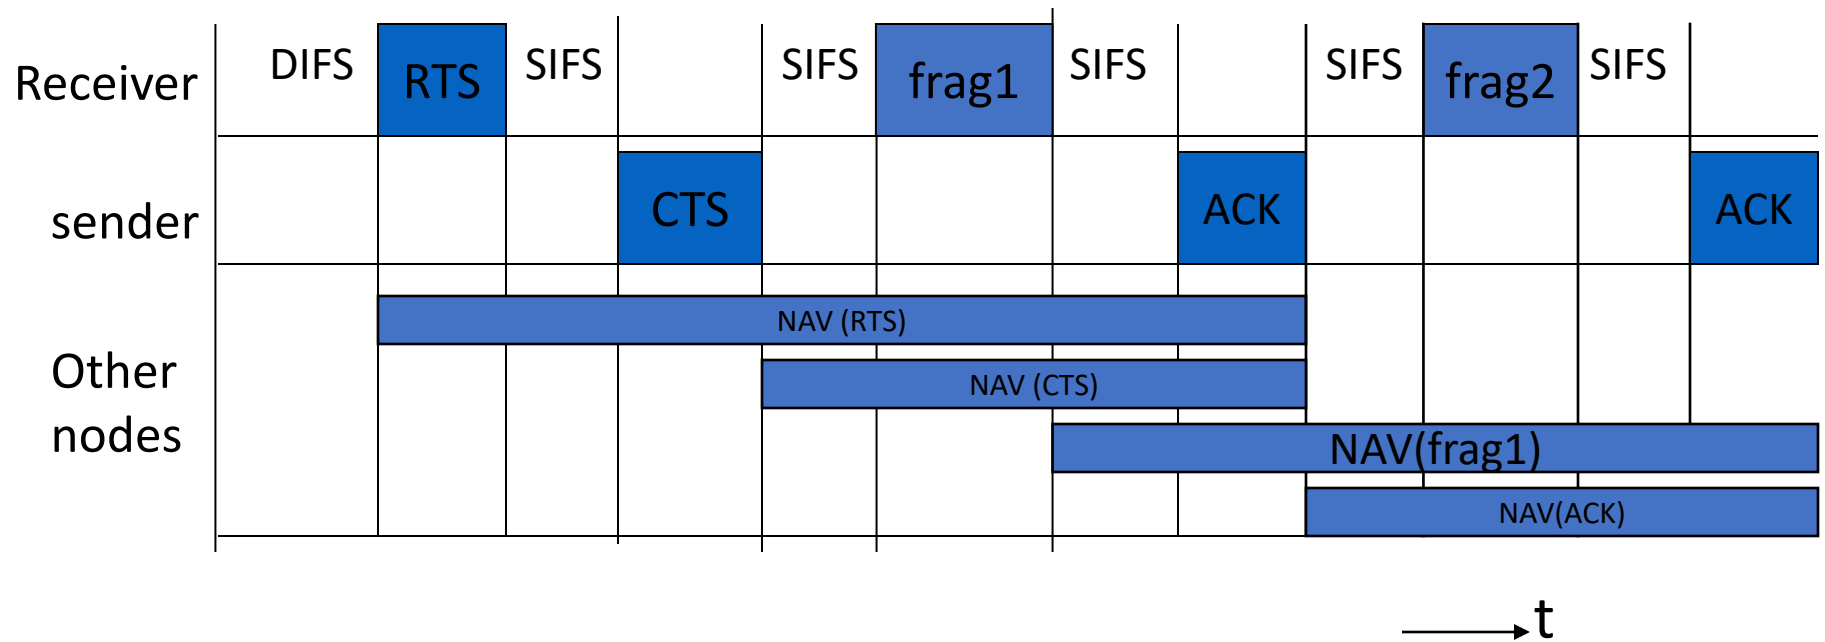 Receiver
DIFS
RTS
SIFS
SIFS
frag1
SIFS
SIFS
frag2
SIFS
sender
CTS
ACK
ACK
Other
nodes
NAV (RTS)
NAV (CTS)
NAV(frag1)
NAV(ACK)
t